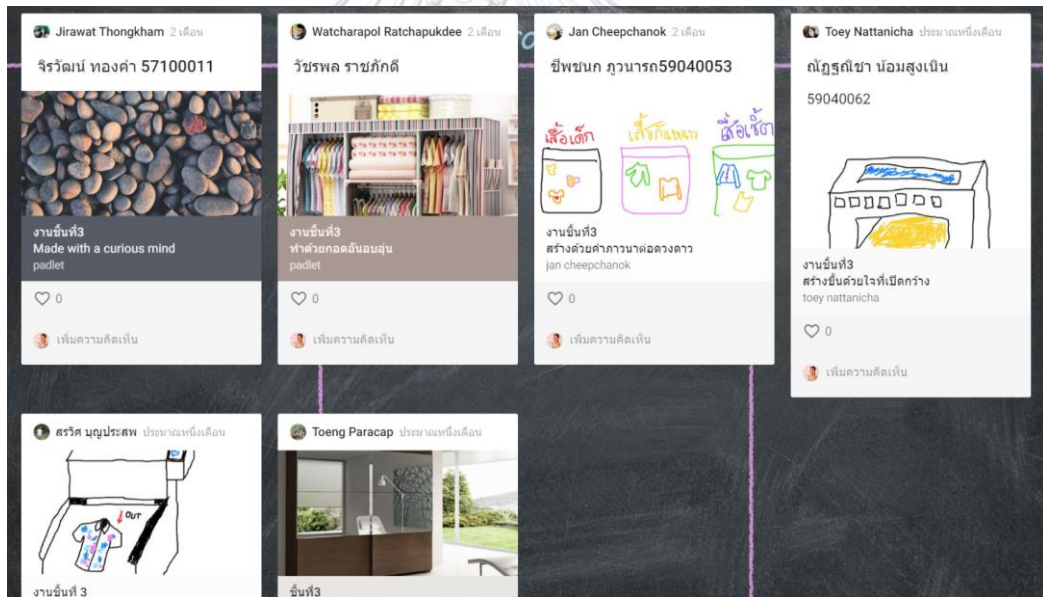 Jirawat Thongkham 2 เดือน
จิรวัฒน์ ทองคำ 57100011
งานชิ้นที่3
Made with a curious mind
padlet
0
เพิ่มความคิดเห็น
Watcharapol Ratchapukdee 2 เดือน
วัชรพล ราชภักดี
งานชิ้นที่3
ทำด้วยกอดอันอบอุ่น
padlet
0
เพิ่มความคิดเห็น
Jan Cheepchanok 2 เดือน
ชีพชนก ภูวนารถ59040053
เสื้อเด็ก
เสื้อกันหนาว
เสื้อเชิ้ต
งานชิ้นที่3
สร้างด้วยคำภาวนาต่อดวงดาว
jan cheepchanok
0
เพิ่มความคิดเห็น
Toey Nattanicha ประมาณหนึ่งเดือน
ณัฏฐณิชา น้อมสูงเนิน
59040062
งานชิ้นที่3
สร้างขึ้นด้วยใจที่เปิดกว้าง
toey nattanicha
0
เพิ่มความคิดเห็น
สรวิศ บุญประสพ ประมาณหนึ่งเดือน
OUT
งานชิ้นที่ 3
Toeng Paracap ประมาณหนึ่งเดือน
ชิ้นที่3